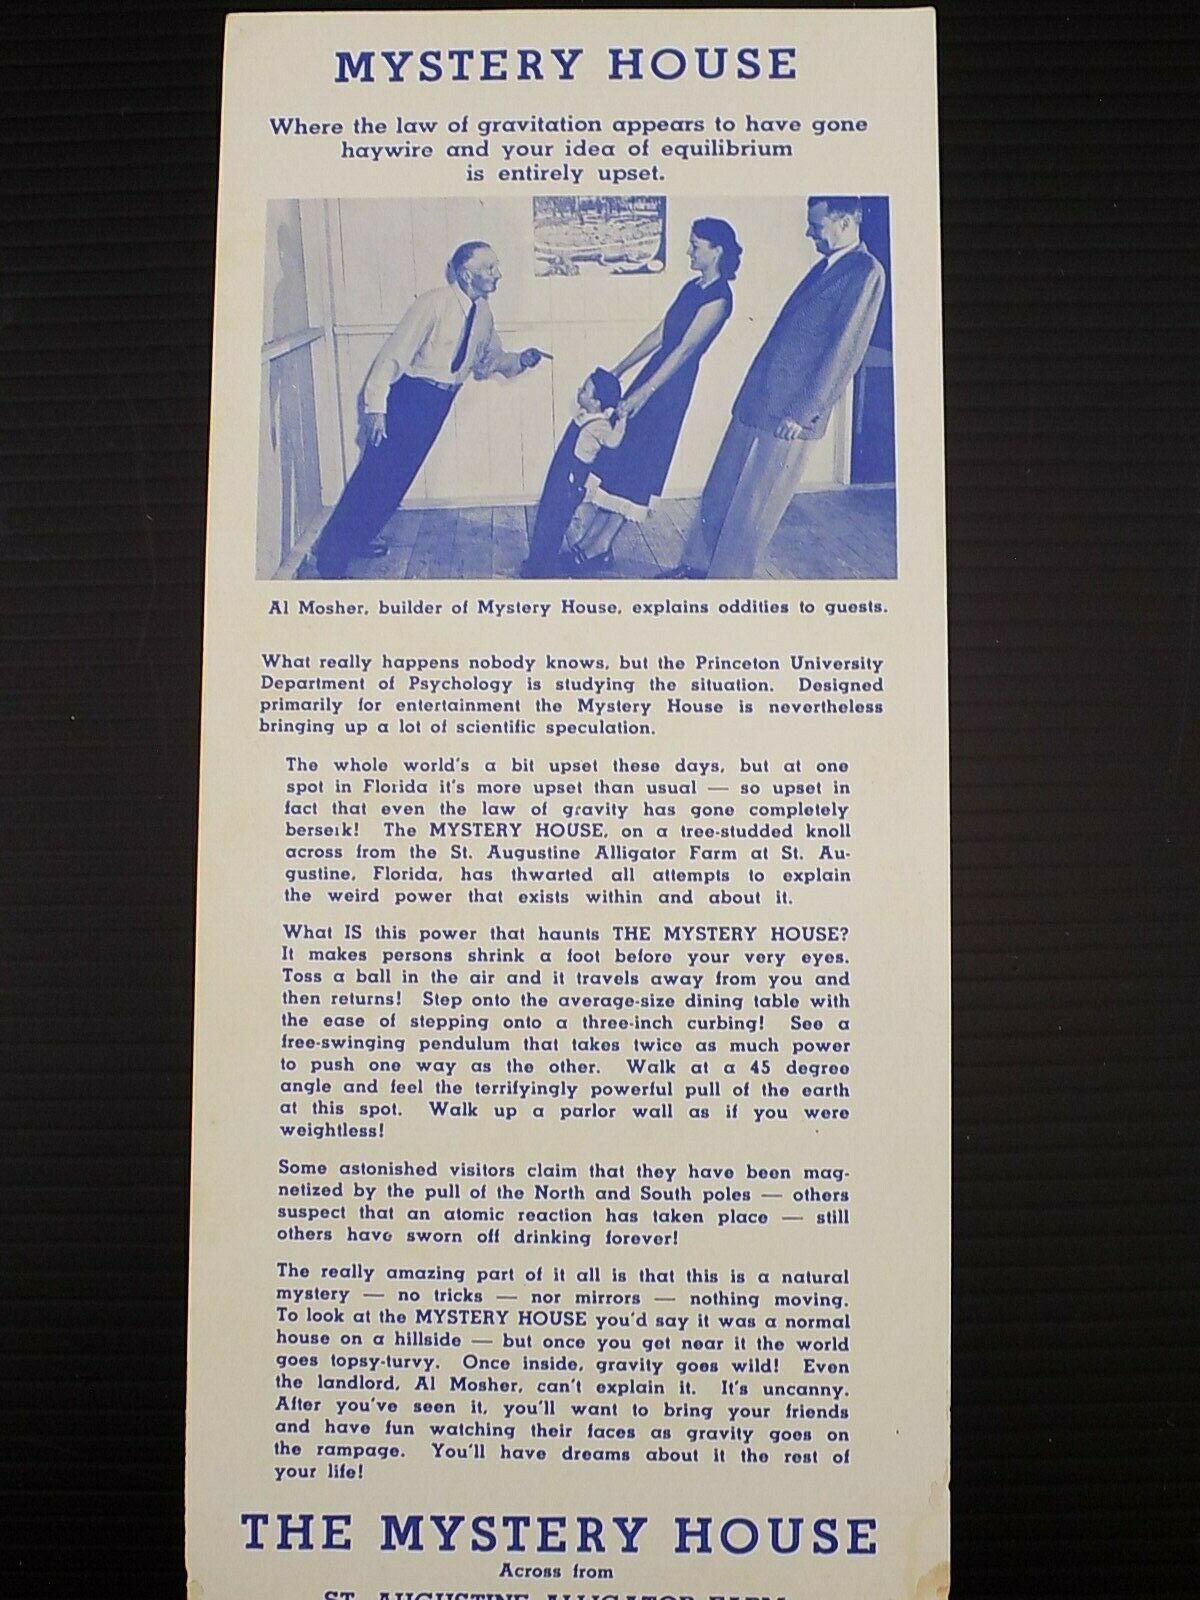 MYSTERY HOUSE
Where the law of gravitation appears to have gone
haywire and your idea of equilibrium
is entirely upset.
Al Mosher, builder of Mystery House, explains oddities to guests.
What really happens nobody knows, but the Princeton University
Department of Psychology is studying the situation. Designed
primarily for entertainment the Mystery House is nevertheless
bringing up a lot of scientific speculation.
The whole world's a bit upset these days, but at one
spot in Florida it's more upset than usual — so upset in
fact that even the law of gravity has gone completely
berserk! The MYSTERY HOUSE, on a tree-studded knoll
across from the St. Augustine Alligator Farm at St. Au-
gustine, Florida, has thwarted all attempts to explain
the weird power that exists within and about it.
What IS this power that haunts THE MYSTERY HOUSE?
It makes persons shrink a foot before your very eyes.
Toss a ball in the air and it travels away from you and
then returns! Step onto the average-size dining table with
the ease of stepping onto a three-inch curbing! See a
free-swinging pendulum that takes twice as much power
to push one way as the other. Walk at a 45 degree
angle and feel the terrifyingly powerful pull of the earth
at this spot. Walk up a parlor wall as if you were
weightless!
Some astonished visitors claim that they have been mag-
netized by the pull of the North and South poles — others
suspect that an atomic reaction has taken place — still
others have sworn off drinking forever!
The really amazing part of it all is that this is a natural
mystery — no tricks — nor mirrors — nothing moving.
To look at the MYSTERY HOUSE you'd say it was a normal
house on a hillside — but once you get near it the world
goes topsy-turvy. Once inside, gravity goes wild! Even
the landlord, Al Mosher, can't explain it. It's uncanny.
After you've seen it, you'll want to bring your friends
and have fun watching their faces as gravity goes on
the rampage. You'll have dreams about it the rest of
your life!
THE MYSTERY HOUSE
Across from
ST. AUGUSTINE ALLIGATOR FARM